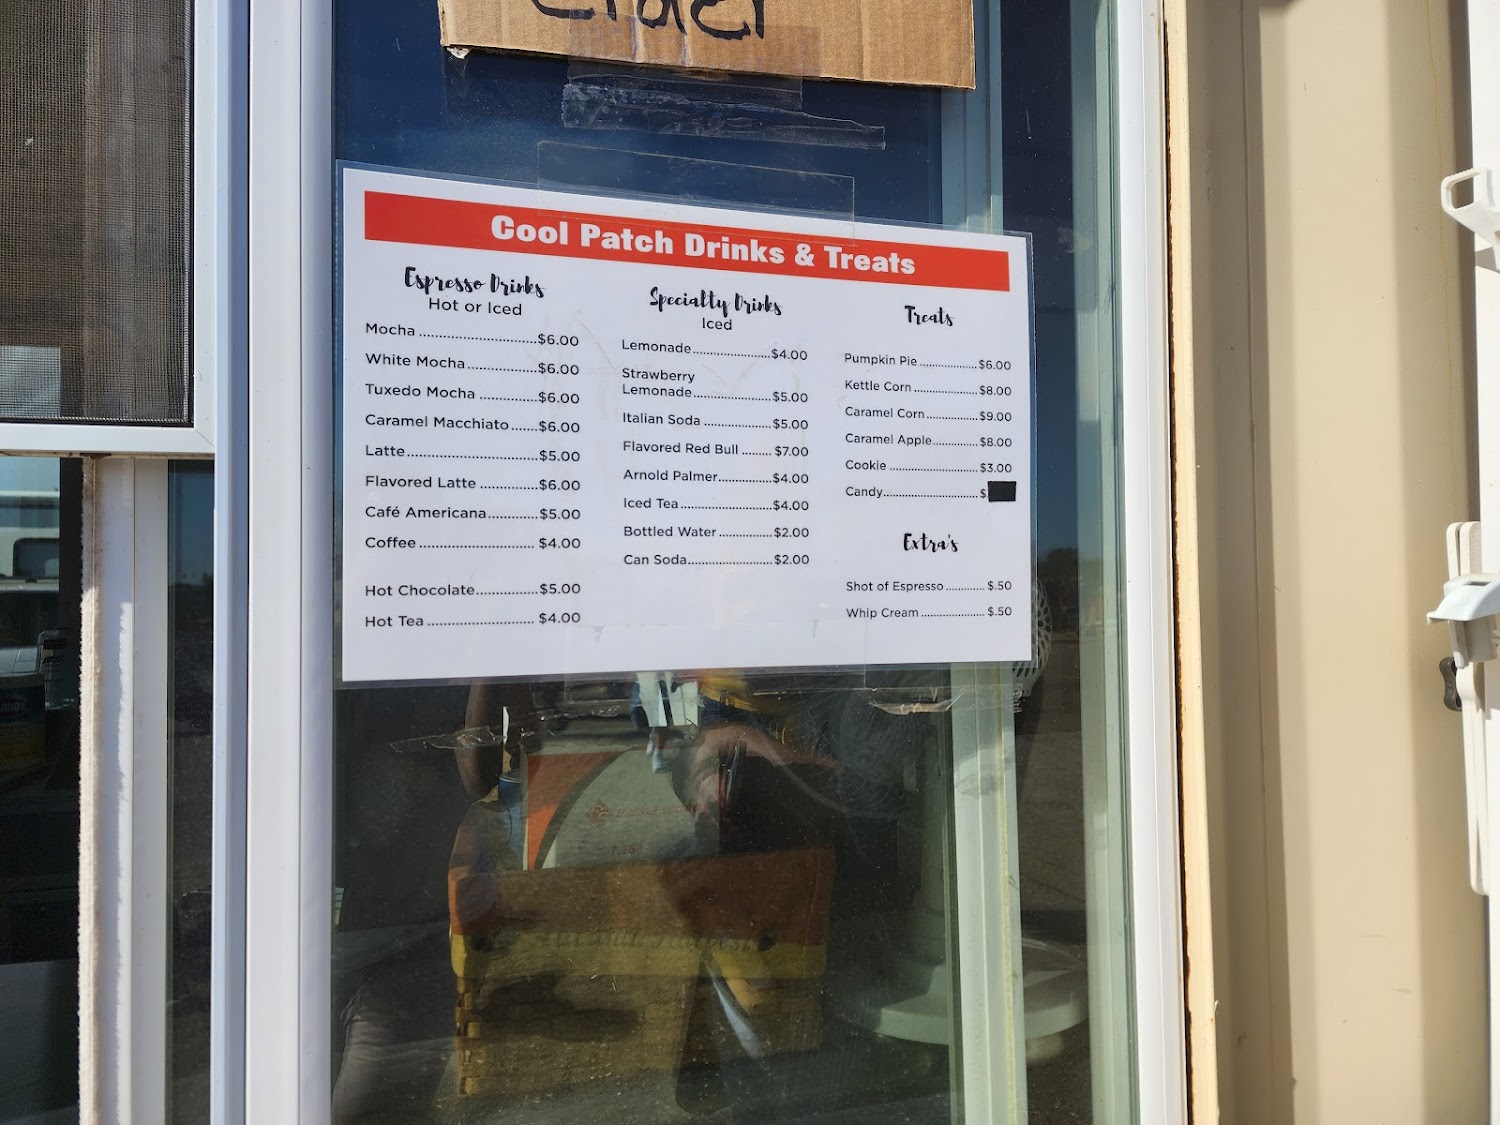 Cider
Cool Patch Drinks & Treats
Espresso Drinks
Hot or Iced
Mocha ..............................$6.00
White Mocha..................$6.00
Tuxedo Mocha ...............$6.00
Caramel Macchiato.......$6.00
Latte.................................$5.00
Flavored Latte ...............$6.00
Café Americana.............$5.00
Coffee ............................. $4.00
Hot Chocolate................$5.00
Hot Tea ........................... $4.00
Specialty Drinks
Iced
Lemonade.......................$4.00
Strawberry
Lemonade.......................$5.00
Italian Soda ....................$5.00
Flavored Red Bull ........ $7.00
Arnold Palmer................$4.00
Iced Tea...........................$4.00
Bottled Water ................$2.00
Can Soda.........................$2.00
Treats
Pumpkin Pie ...................$6.00
Kettle Corn .....................$8.00
Caramel Corn.................$9.00
Caramel Apple...............$8.00
Cookie .............................$3.00
Candy............................... $
Extra's
Shot of Espresso ............ $.50
Whip Cream ..................... $.50